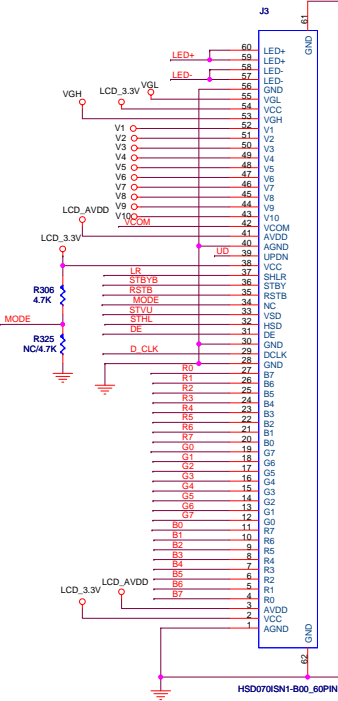 J3
61
GND
LED+ 60 LED+
59 LED+
58 LED-
LED- 57 LED-
56 GND
VGL 55 VGL
VGH LCD_3.3V 54 VCC
53 VGH
V1 52 V1
V2 51 V2
V3 50 V3
V4 49 V4
V5 48 V5
V6 47 V6
V7 46 V7
V8 45 V8
V9 44 V9
V10 43 V10
VCOM 42 VCOM
LCD_AVDD 41 AVDD
40 AGND
UD 39 UPDN
LCD_3.3V 38 VCC
LR 37 SHLR
STBYB 36 STBY
RSTB 35 RSTB
MODE 34 NC
STVU 33 VSD
STHL 32 HSD
DE 31 DE
30 GND
D_CLK 29 DCLK
28 GND
R306
4.7K
MODE
R325
NC/4.7K
R0 27 B7
R1 26 B6
R2 25 B5
R3 24 B4
R4 23 B3
R5 22 B2
R6 21 B1
R7 20 B0
G0 19 G7
G1 18 G6
G2 17 G5
G3 16 G4
G4 15 G3
G5 14 G2
G6 13 G1
G7 12 G0
B0 11 R7
B1 10 R6
B2 9 R5
B3 8 R4
B4 7 R3
B5 6 R2
B6 5 R1
B7 4 R0
LCD_AVDD 3 AVDD
LCD_3.3V 2 VCC
1 AGND
GND
62
HSD070ISN1-B00_60PIN